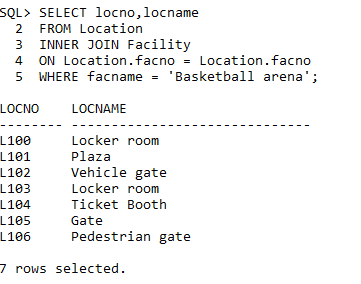 SQL> SELECT locno,locname
  2  FROM Location
  3  INNER JOIN Facility
  4  ON Location.facno = Location.facno
  5  WHERE facname = 'Basketball arena';
LOCNO    LOCNAME
-------- ------------------------------
L100     Locker room
L101     Plaza
L102     Vehicle gate
L103     Locker room
L104     Ticket Booth
L105     Gate
L106     Pedestrian gate
7 rows selected.